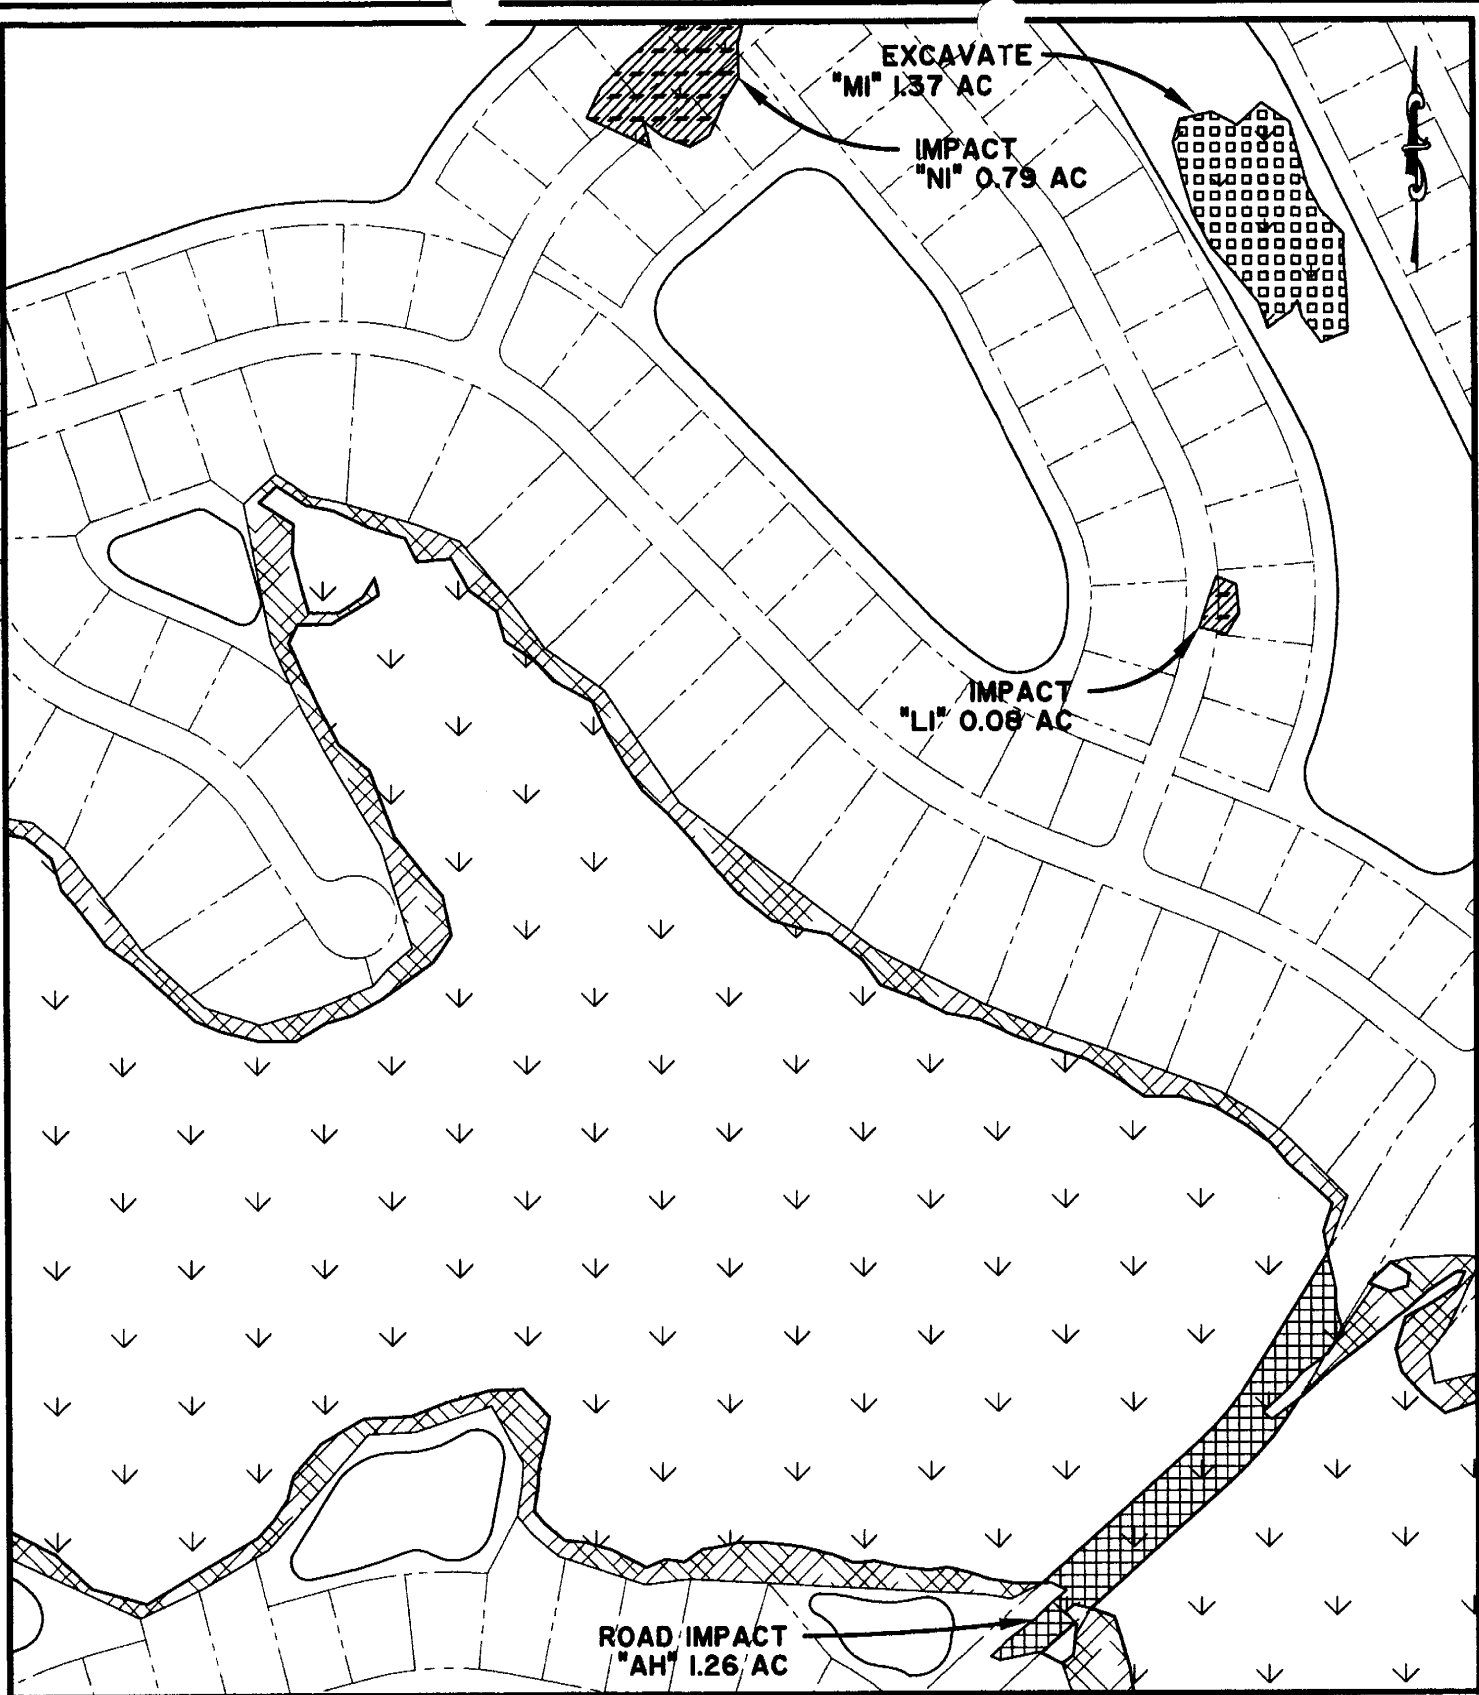 EXCAVATE
"MI" 1.37 AC
IMPACT
"NI" 0.79 AC
IMPACT
"LI" 0.08 AC
ROAD IMPACT
"AH" 1.26 AC